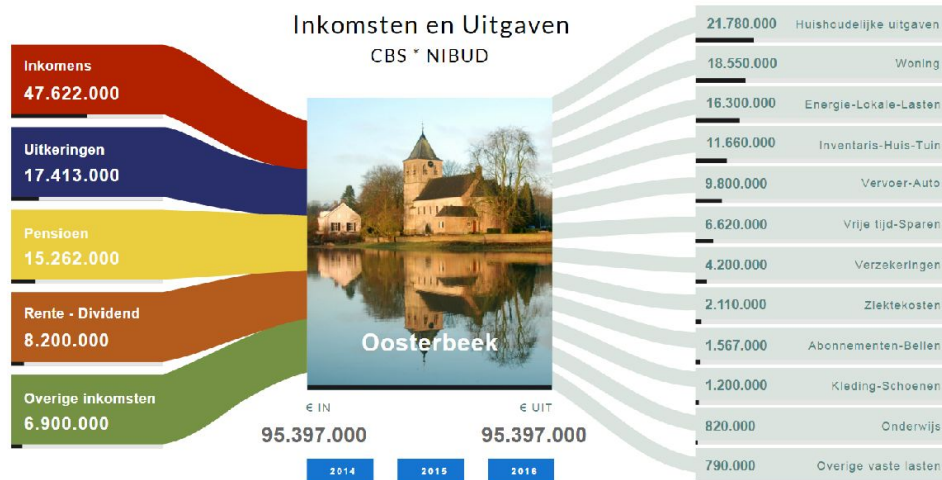 Inkomsten en Uitgaven
CBS * NIBUD
Inkomens
47.622.000
Uitkeringen
17.413.000
Pensioen
15.262.000
Rente - Dividend
8.200.000
Overige inkomsten
6.900.000
Oosterbeek
€ IN
€ UIT
95.397.000
95.397.000
2014
2015
2016
21.780.000 Huishoudelijke uitgaven
18.550.000 Woning
16.300.000 Energie-Lokale-Lasten
11.660.000 Inventaris-Huis-Tuin
9.800.000 Vervoer-Auto
6.620.000 Vrije tijd-Sparen
4.200.000 Verzekeringen
2.110.000 Ziektekosten
1.567.000 Abonnementen-Bellen
1.200.000 Kleding-Schoenen
820.000 Onderwijs
790.000 Overige vaste lasten